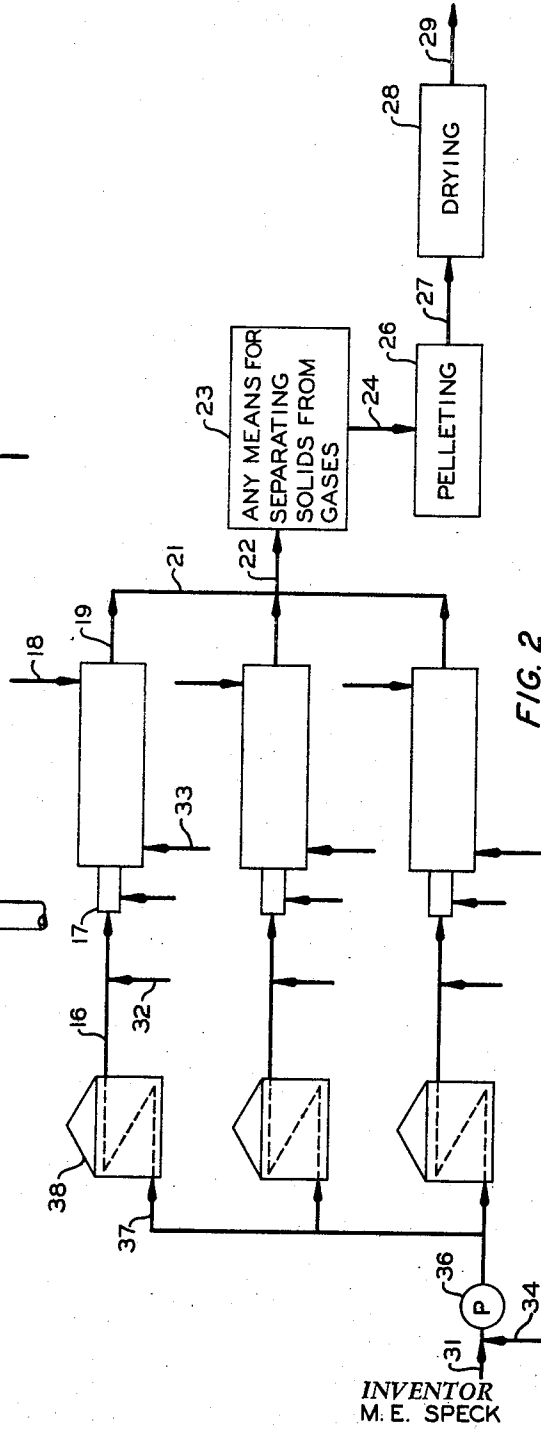 29
28
DRYING
27
26
PELLETING
24
23
ANY MEANS FOR
SEPARATING
SOLIDS FROM
GASES
22
21
19
18
33
17
32
16
38
37
36
P
34
31
FIG. 2
INVENTOR
M. E. SPECK